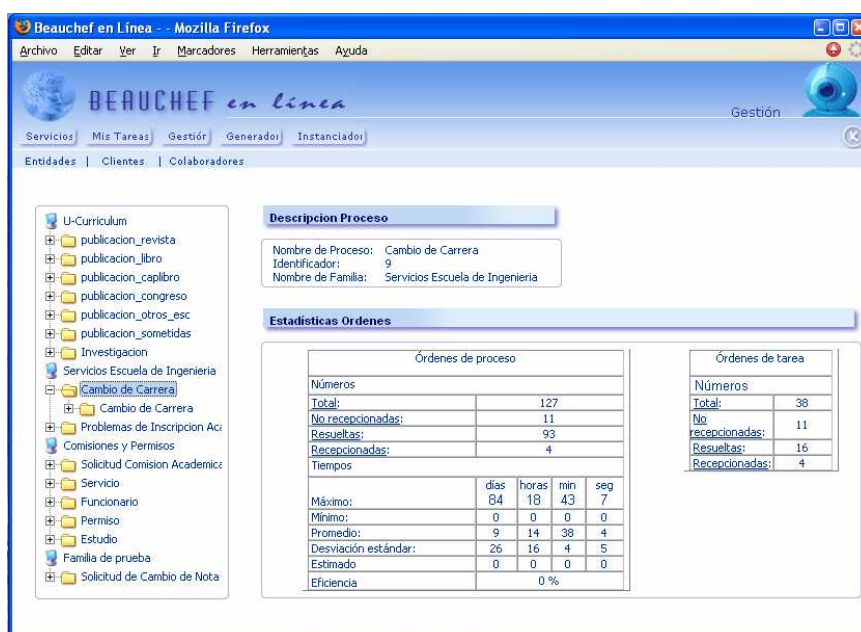 Beauchef en Línea - - Mozilla Firefox
Archivo Editar Ver Ir Marcadores Herramientas Ayuda
BEAUCHEF en línea
Gestión
Servicios Mis Tareas Gestiór Generadoı Instanciadoı
Entidades | Clientes | Colaboradores
U-Curriculum
publicacion_revista
publicacion_libro
publicacion_caplibro
publicacion_congreso
publicacion_otros_esc
publicacion_sometidas
Investigacion
Servicios Escuela de Ingenieria
Cambio de Carrera
Cambio de Carrera
Problemas de Inscripcion Aca
Comisiones y Permisos
Solicitud Comision Academica
Servicio
Funcionario
Permiso
Estudio
Familia de prueba
Solicitud de Cambio de Nota
Descripcion Proceso
Nombre de Proceso: Cambio de Carrera
Identificador: 9
Nombre de Familia: Servicios Escuela de Ingenieria
Estadísticas Ordenes
Órdenes de proceso
Números
Total: 127
No recepcionadas: 11
Resueltas: 93
Recepcionadas: 4
Tiempos
días horas min seg
Máximo: 84 18 43 7
Mínimo: 0 0 0 0
Promedio: 9 14 38 4
Desviación estándar: 26 16 4 5
Estimado 0 0 0 0
Eficiencia 0 %
Órdenes de tarea
Números
Total: 38
No recepcionadas: 11
Resueltas: 16
Recepcionadas: 4